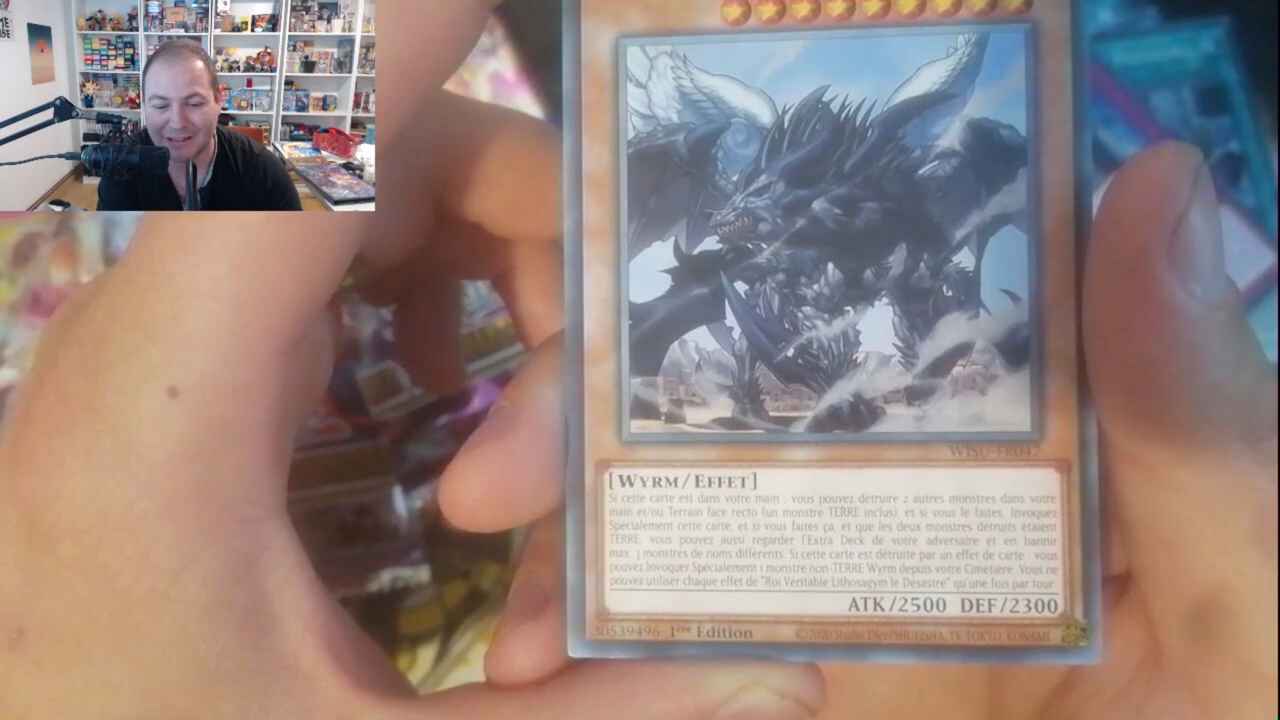 WISU-FR047
[WYRM/EFFET]
Si cette carte est dans votre main : vous pouvez détruire 2 autres monstres dans votre
main et/ou Terrain face recto (un monstre TERRE inclus), et si vous le faites, Invoquez
Spécialement cette carte, et si vous faites ça, et que les deux monstres détruits étaient
TERRE, vous pouvez aussi regarder l'Extra Deck de votre adversaire et en bannir
max. 3 monstres de noms différents. Si cette carte est détruite par un effet de carte : vous
pouvez Invoquer Spécialement 1 monstre non-TERRE Wyrm depuis votre Cimetière. Vous ne
pouvez utiliser chaque effet de "Roi Véritable Lithosagym le Désastre" qu'une fois par tour.
ATK/2500 DEF/2300
30539496 1ère Édition ©2020 Studio Dice/SHUEISHA, TV TOKYO, KONAMI